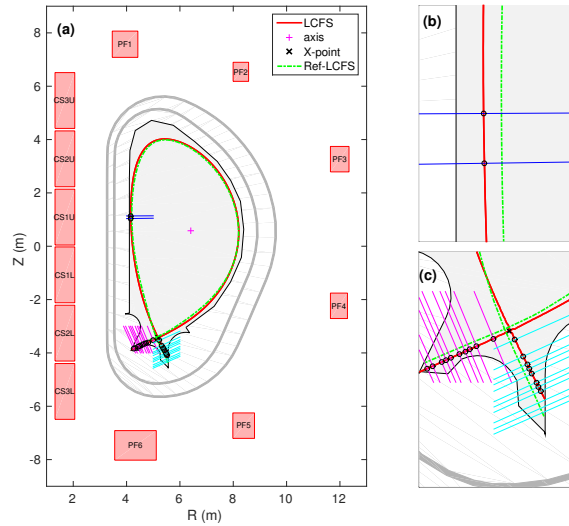 (a)
LCFS
axis
X-point
Ref-LCFS
PF1
PF2
PF3
PF4
PF5
PF6
CS3U
CS2U
CS1U
CS1L
CS2L
CS3L
8
6
4
2
0
-2
-4
-6
-8
Z (m)
2
4
6
8
10
12
R (m)
(b)
(c)